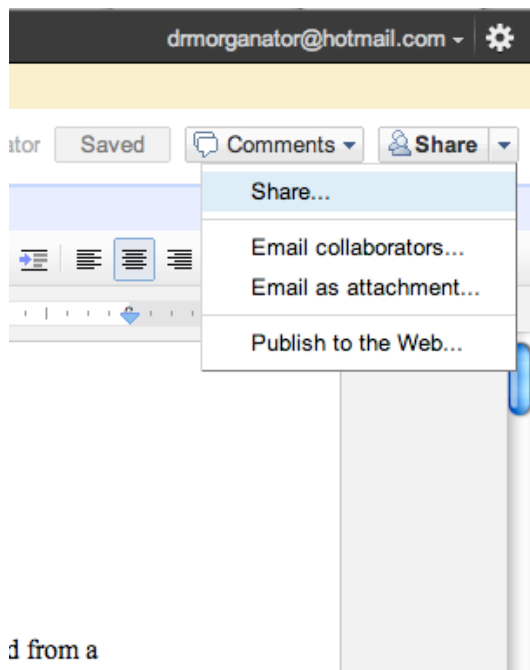 drmorganator@hotmail.com
ator Saved Comments Share
Share...
Email collaborators...
Email as attachment...
Publish to the Web...
d from a